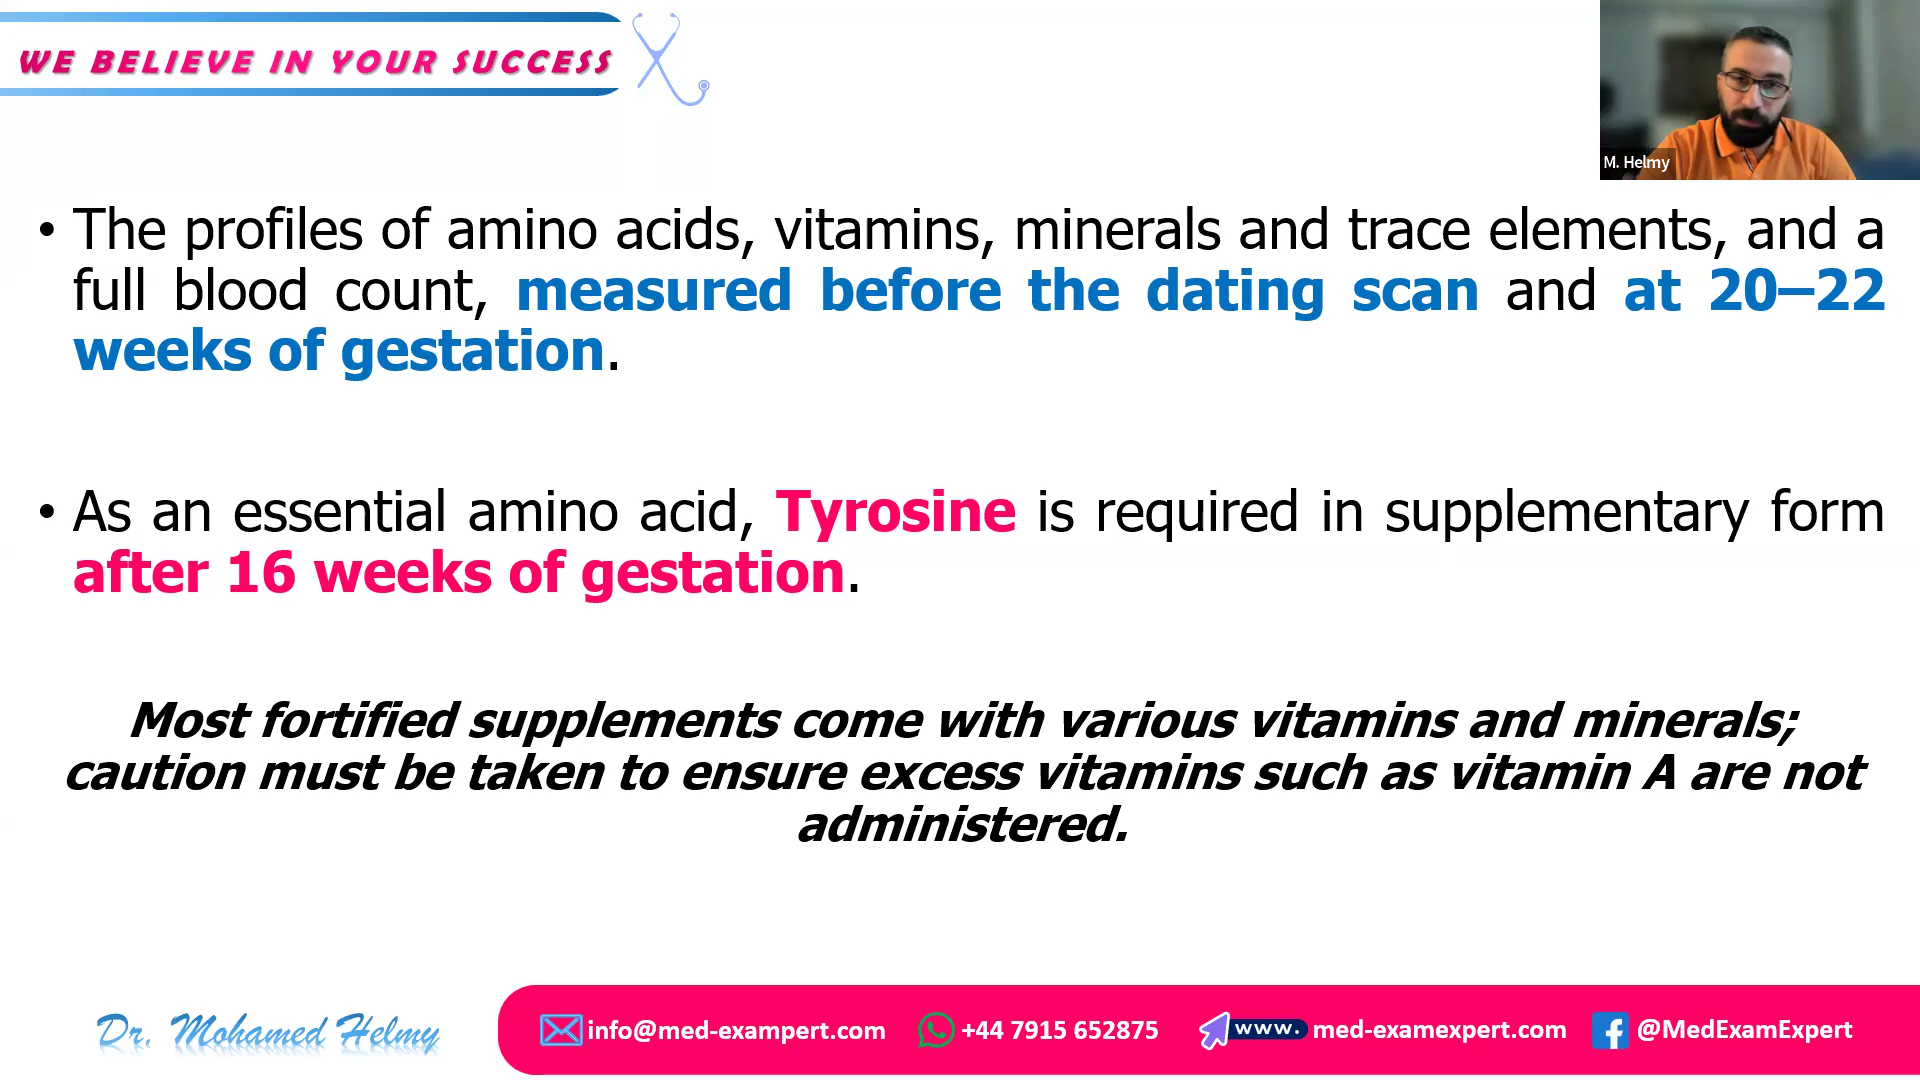 WE BELIEVE IN YOUR SUCCESS
M. Helmy
• The profiles of amino acids, vitamins, minerals and trace elements, and a
full blood count, measured before the dating scan and at 20–22
weeks of gestation.
• As an essential amino acid, Tyrosine is required in supplementary form
after 16 weeks of gestation.
Most fortified supplements come with various vitamins and minerals;
caution must be taken to ensure excess vitamins such as vitamin A are not
administered.
Dr. Mohamed Helmy
info@med-exampert.com
+44 7915 652875
www. med-examexpert.com
@MedExamExpert